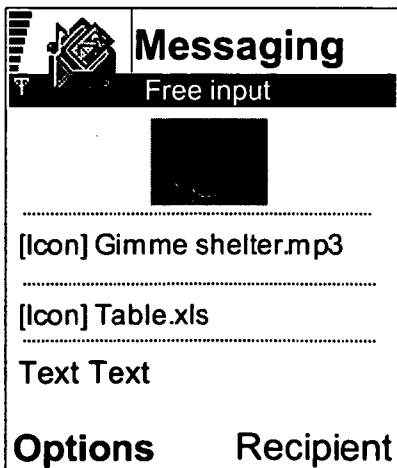 Messaging
Free input
[Icon] Gimme shelter.mp3
[Icon] Table.xls
Text Text
Options Recipient